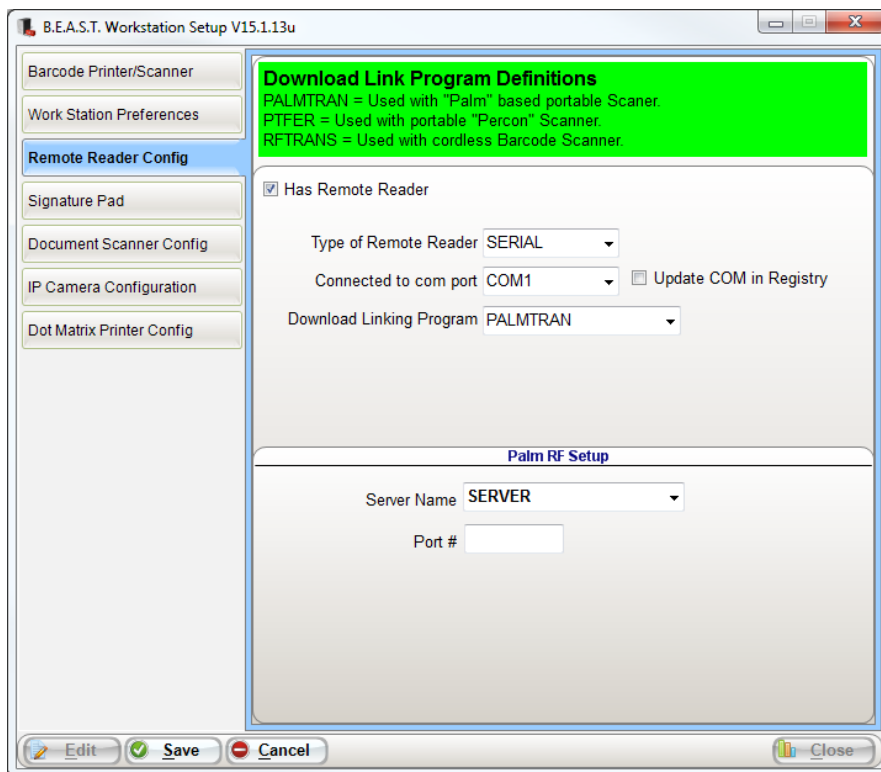 B.E.A.S.T. Workstation Setup V15.1.13u
Barcode Printer/Scanner
Work Station Preferences
Remote Reader Config
Signature Pad
Document Scanner Config
IP Camera Configuration
Dot Matrix Printer Config
Download Link Program Definitions
PALMTRAN = Used with "Palm" based portable Scaner.
PTFER = Used with portable "Percon" Scanner.
RFTRANS = Used with cordless Barcode Scanner.
Has Remote Reader
Type of Remote Reader SERIAL
Connected to com port COM1 Update COM in Registry
Download Linking Program PALMTRAN
Palm RF Setup
Server Name SERVER
Port #
Edit Save Cancel Close